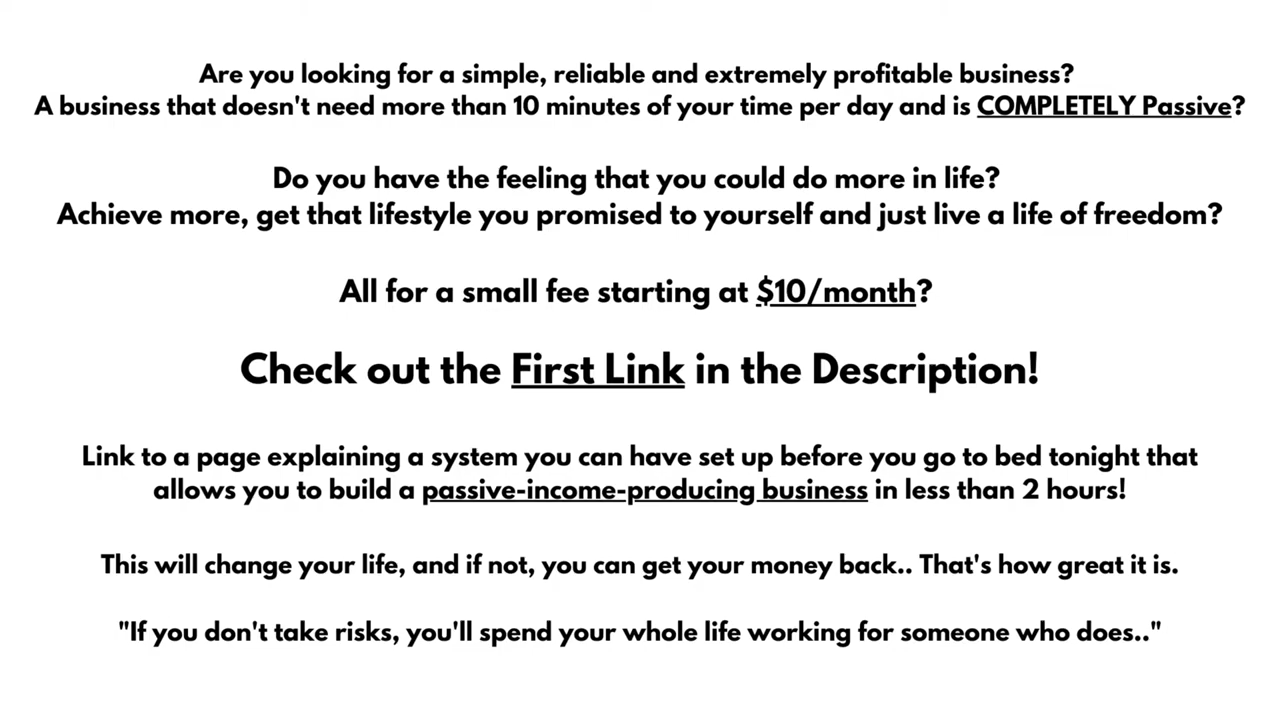 Are you looking for a simple, reliable and extremely profitable business?
A business that doesn't need more than 10 minutes of your time per day and is COMPLETELY Passive?
Do you have the feeling that you could do more in life?
Achieve more, get that lifestyle you promised to yourself and just live a life of freedom?
All for a small fee starting at $10/month?
Check out the First Link in the Description!
Link to a page explaining a system you can have set up before you go to bed tonight that
allows you to build a passive-income-producing business in less than 2 hours!
This will change your life, and if not, you can get your money back.. That's how great it is.
"If you don't take risks, you'll spend your whole life working for someone who does.."